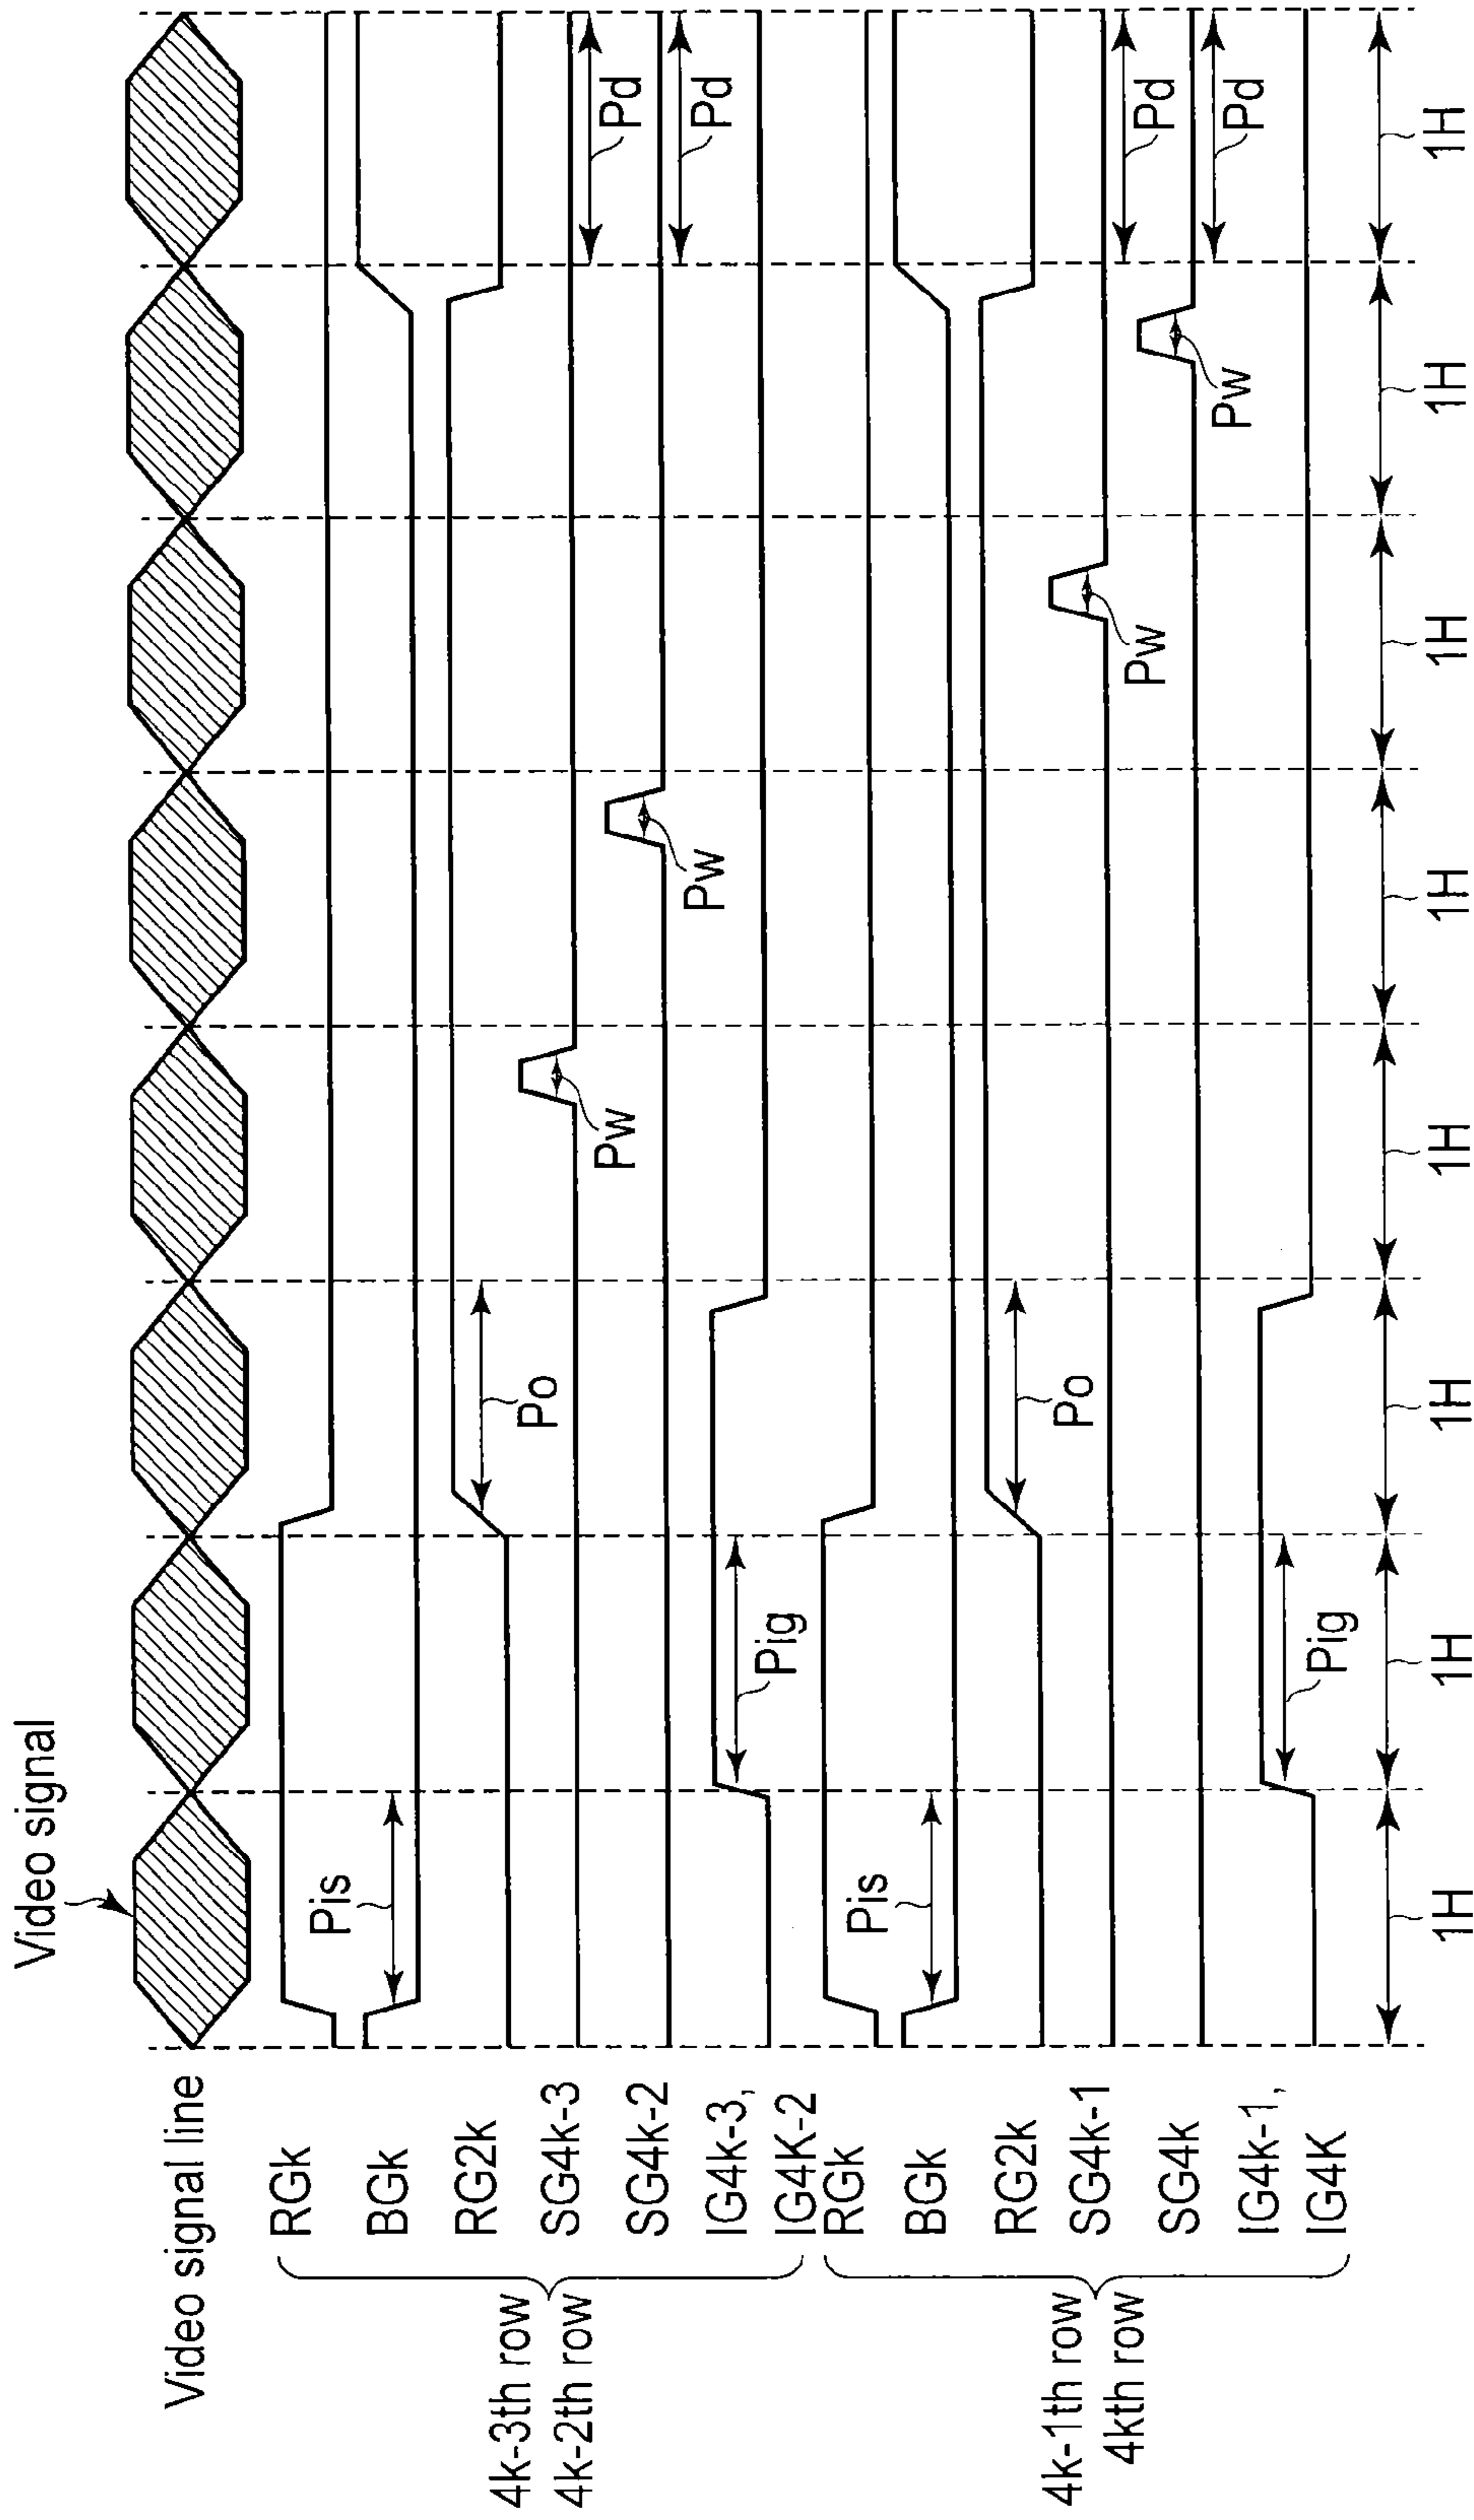 Video signal
Video signal line
4k-3th row
4k-2th row
RGk
BGk
RG2k
SG4k-3
SG4k-2
IG4k-3,
IG4K-2
4k-1th row
4kth row
RGk
BGk
RG2k
SG4k-1
SG4k
IG4k-1,
IG4K
Pis
Pig
Po
Pw
Pw
Pd
Pd
Pis
Pig
Po
Pw
Pw
Pd
Pd
1H
1H
1H
1H
1H
1H
1H
1H